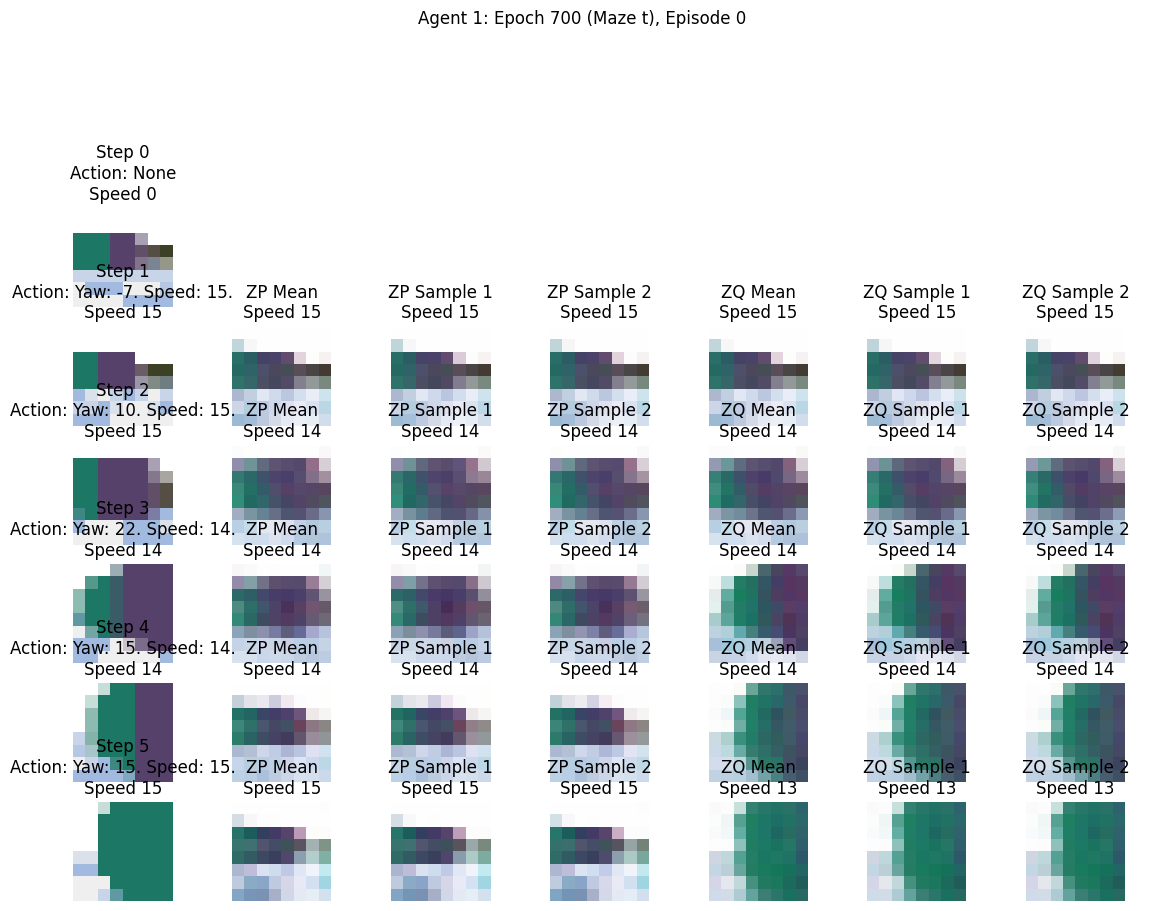 Agent 1: Epoch 700 (Maze t), Episode 0
Step 0
Action: None
Speed 0
Step 1
Action: Yaw: -7. Speed: 15.
Speed 15
ZP Mean
Speed 15
ZP Sample 1
Speed 15
ZP Sample 2
Speed 15
ZQ Mean
Speed 15
ZQ Sample 1
Speed 15
ZQ Sample 2
Speed 15
Step 2
Action: Yaw: 10. Speed: 15.
Speed 15
ZP Mean
Speed 14
ZP Sample 1
Speed 14
ZP Sample 2
Speed 14
ZQ Mean
Speed 14
ZQ Sample 1
Speed 14
ZQ Sample 2
Speed 14
Step 3
Action: Yaw: 22. Speed: 14.
Speed 14
ZP Mean
Speed 14
ZP Sample 1
Speed 14
ZP Sample 2
Speed 14
ZQ Mean
Speed 14
ZQ Sample 1
Speed 14
ZQ Sample 2
Speed 14
Step 4
Action: Yaw: 15. Speed: 14.
Speed 14
ZP Mean
Speed 14
ZP Sample 1
Speed 14
ZP Sample 2
Speed 14
ZQ Mean
Speed 14
ZQ Sample 1
Speed 14
ZQ Sample 2
Speed 14
Step 5
Action: Yaw: 15. Speed: 15.
Speed 15
ZP Mean
Speed 15
ZP Sample 1
Speed 15
ZP Sample 2
Speed 15
ZQ Mean
Speed 13
ZQ Sample 1
Speed 13
ZQ Sample 2
Speed 13